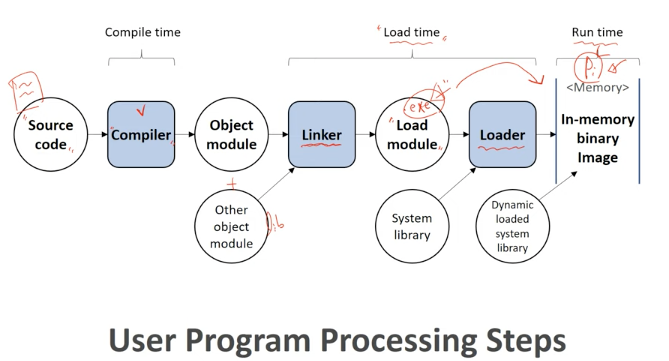 Compile time
"Load time"
Run time
Pi
<Memory>
exe
Source
code
Compiler
Object
module
Linker
Load
module
Loader
In-memory
binary
Image
+
Other
object
module
lib
System
library
Dynamic
loaded
system
library
User Program Processing Steps